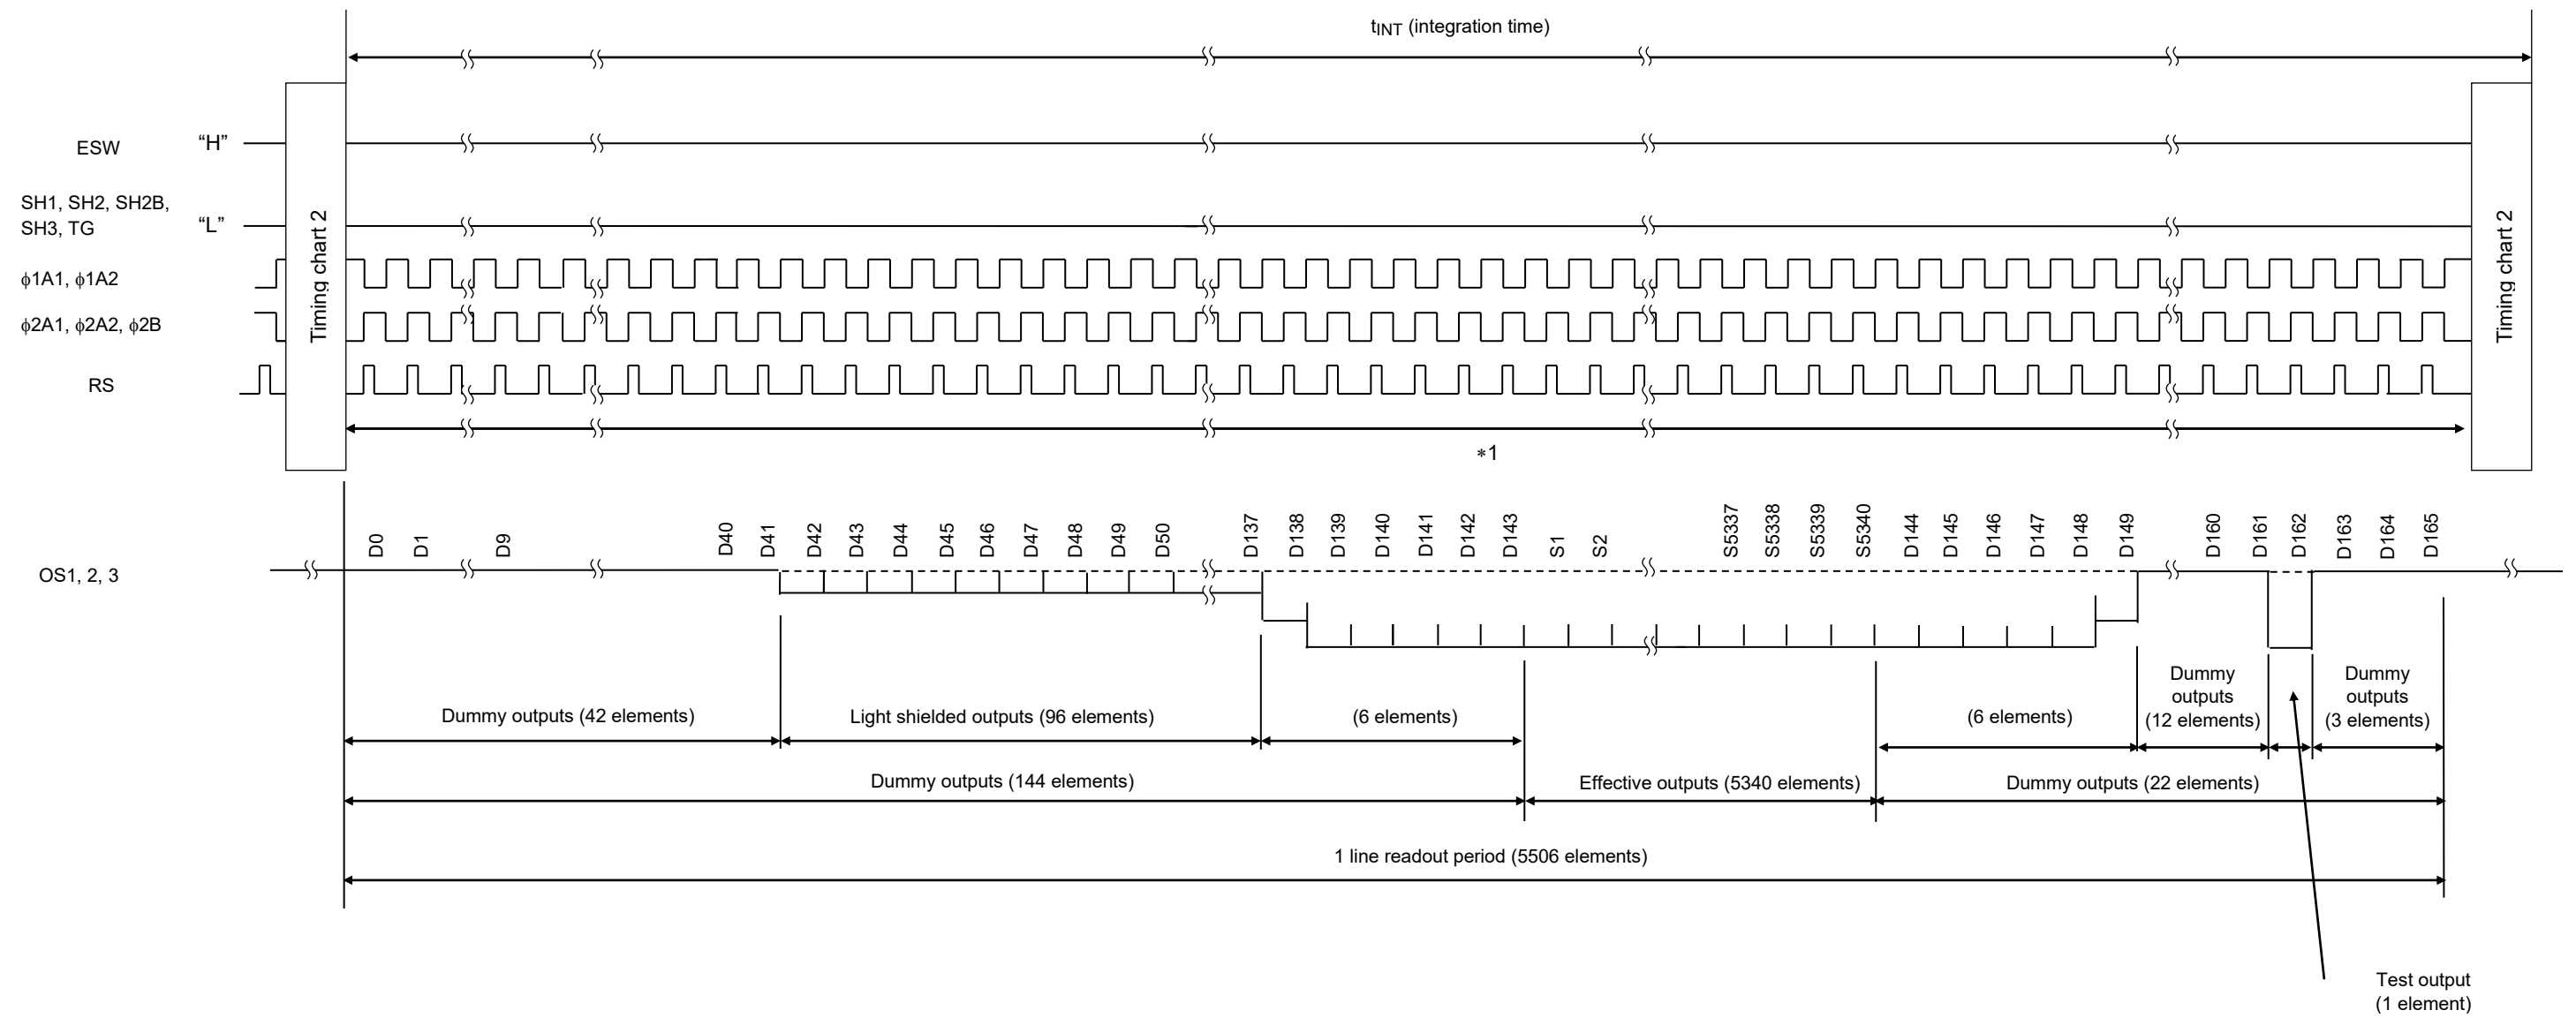 tINT (integration time)
ESW
“H”
SH1, SH2, SH2B,
SH3, TG
“L”
ϕ1A1, ϕ1A2
ϕ2A1, ϕ2A2, ϕ2B
RS
Timing chart 2
Timing chart 2
∗1
D0
D1
D9
D40
D41
D42
D43
D44
D45
D46
D47
D48
D49
D50
D137
D138
D139
D140
D141
D142
D143
S1
S2
S5337
S5338
S5339
S5340
D144
D145
D146
D147
D148
D149
D160
D161
D162
D163
D164
D165
OS1, 2, 3
Dummy outputs (42 elements)
Light shielded outputs (96 elements)
(6 elements)
(6 elements)
Dummy
outputs
(12 elements)
Dummy
outputs
(3 elements)
Dummy outputs (144 elements)
Effective outputs (5340 elements)
Dummy outputs (22 elements)
1 line readout period (5506 elements)
Test output
(1 element)